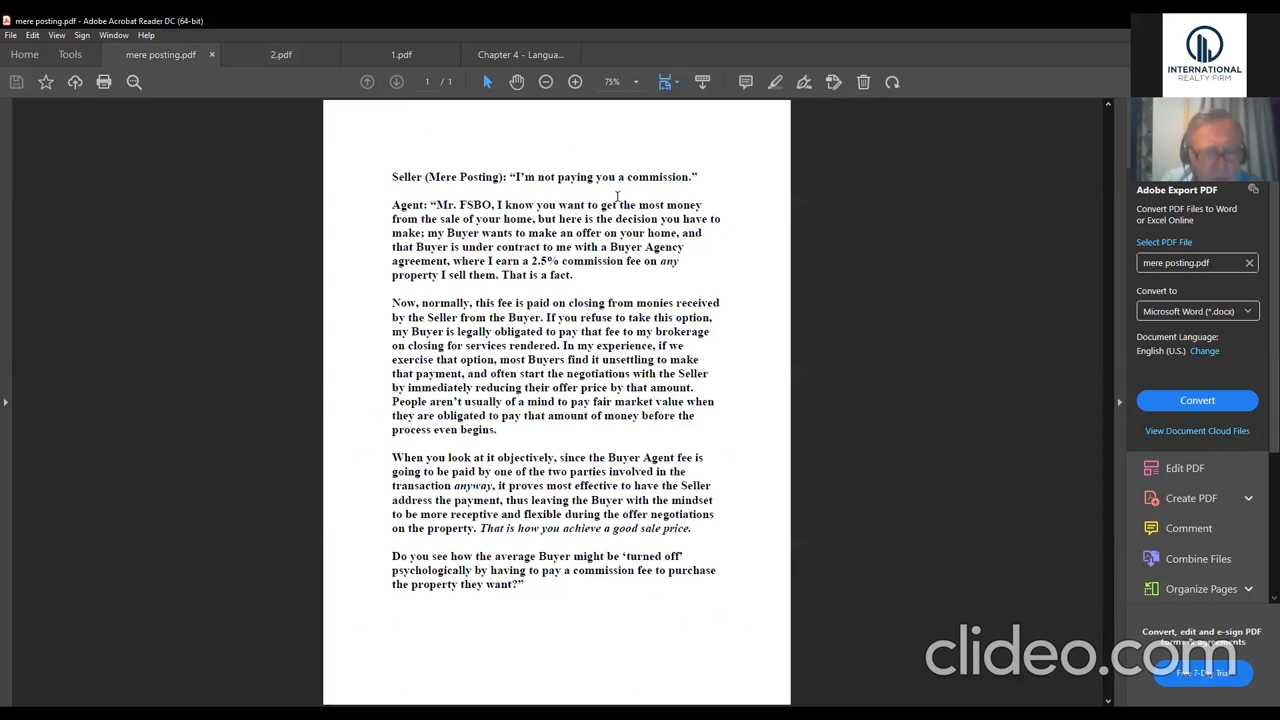 mere posting.pdf - Adobe Acrobat Reader DC (64-bit)
File Edit View Sign Window Help
Home Tools mere posting.pdf × 2.pdf 1.pdf Chapter 4 - Langua...
1 / 1 75%
INTERNATIONAL
REALTY FIRM
Seller (Mere Posting): “I’m not paying you a commission.”
Agent: “Mr. FSBO, I know you want to get the most money
from the sale of your home, but here is the decision you have to
make; my Buyer wants to make an offer on your home, and
that Buyer is under contract to me with a Buyer Agency
agreement, where I earn a 2.5% commission fee on any
property I sell them. That is a fact.
Now, normally, this fee is paid on closing from monies received
by the Seller from the Buyer. If you refuse to take this option,
my Buyer is legally obligated to pay that fee to my brokerage
on closing for services rendered. In my experience, if we
exercise that option, most Buyers find it unsettling to make
that payment, and often start the negotiations with the Seller
by immediately reducing their offer price by that amount.
People aren’t usually of a mind to pay fair market value when
they are obligated to pay that amount of money before the
process even begins.
When you look at it objectively, since the Buyer Agent fee is
going to be paid by one of the two parties involved in the
transaction anyway, it proves most effective to have the Seller
address the payment, thus leaving the Buyer with the mindset
to be more receptive and flexible during the offer negotiations
on the property. That is how you achieve a good sale price.
Do you see how the average Buyer might be ‘turned off’
psychologically by having to pay a commission fee to purchase
the property they want?”
Adobe Export PDF
Convert PDF Files to Word
or Excel Online
Select PDF File
mere posting.pdf
Convert to
Microsoft Word (*.docx)
Document Language:
English (U.S.) Change
Convert
View Document Cloud Files
Edit PDF
Create PDF
Comment
Combine Files
Organize Pages
Convert, edit and e-sign PDF
forms & agreements
Free 7-Day Trial
clideo.com